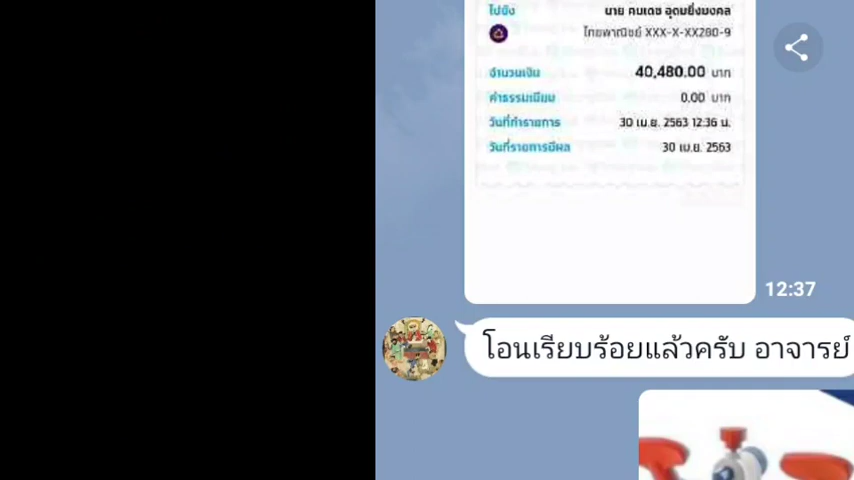 ไปยัง
นาย คนเดช อุดมยิ่งมงคล
ไทยพาณิชย์ XXX-X-XX280-9
จำนวนเงิน 40,480.00 บาท
ค่าธรรมเนียม 0.00 บาท
วันที่ทำรายการ 30 เม.ย. 2563 12:36 น.
วันที่รายการมีผล 30 เม.ย. 2563
12:37
โอนเรียบร้อยแล้วครับ อาจารย์